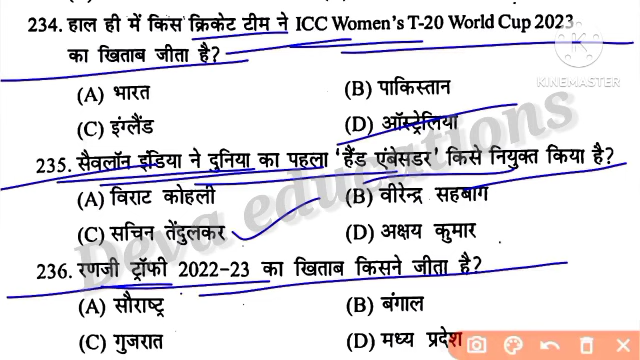 234. हाल ही में किस क्रिकेट टीम ने ICC Women's T-20 World Cup 2023
का खिताब जीता है?
(A) भारत (B) पाकिस्तान
(C) इंग्लैंड (D) ऑस्ट्रेलिया
235. सैवलॉन इंडिया ने दुनिया का पहला 'हैंड एंबेसडर' किसे नियुक्त किया है?
(A) विराट कोहली (B) वीरेन्द्र सहबाग
(C) सचिन तेंदुलकर (D) अक्षय कुमार
236. रणजी ट्रॉफी 2022-23 का खिताब किसने जीता है?
(A) सौराष्ट्र (B) बंगाल
(C) गुजरात (D) मध्य प्रदेश
Deva educations
KINEMASTER